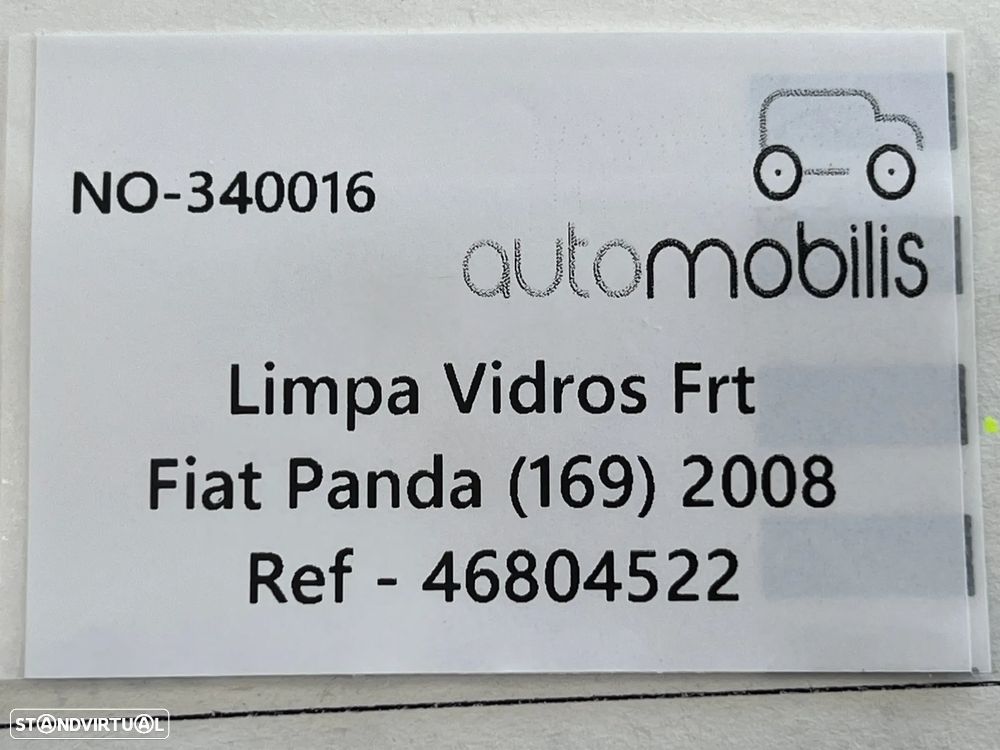 NO-340016
automobilis
Limpa Vidros Frt
Fiat Panda (169) 2008
Ref - 46804522
STANDVIRTUAL